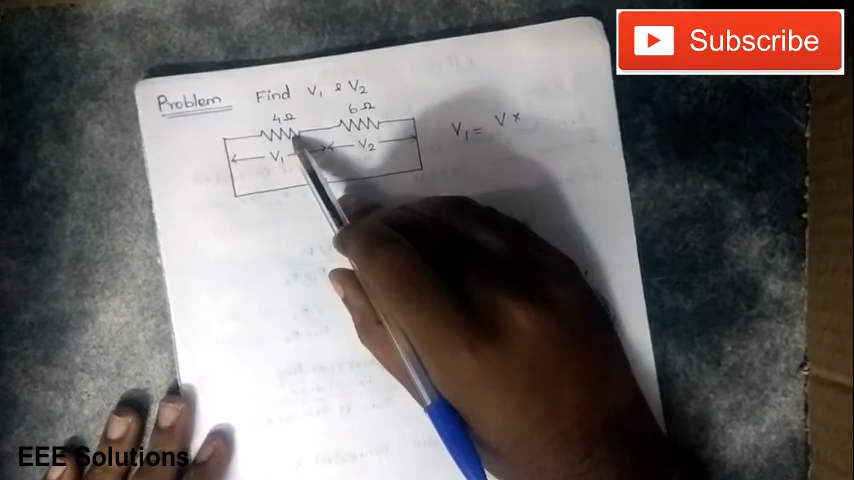 Subscribe
Problem Find V₁ & V₂
4Ω 6Ω
V₁ V₂
V₁ = V ×
EEE Solutions